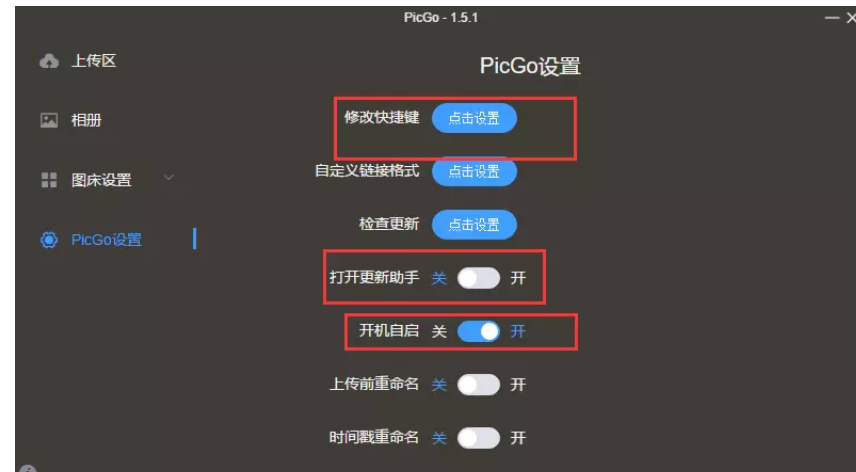 PicGo - 1.5.1
上传区
相册
图床设置
PicGo设置
PicGo设置
修改快捷键 点击设置
自定义链接格式 点击设置
检查更新 点击设置
打开更新助手 关 开
开机自启 关 开
上传前重命名 关 开
时间戳重命名 关 开